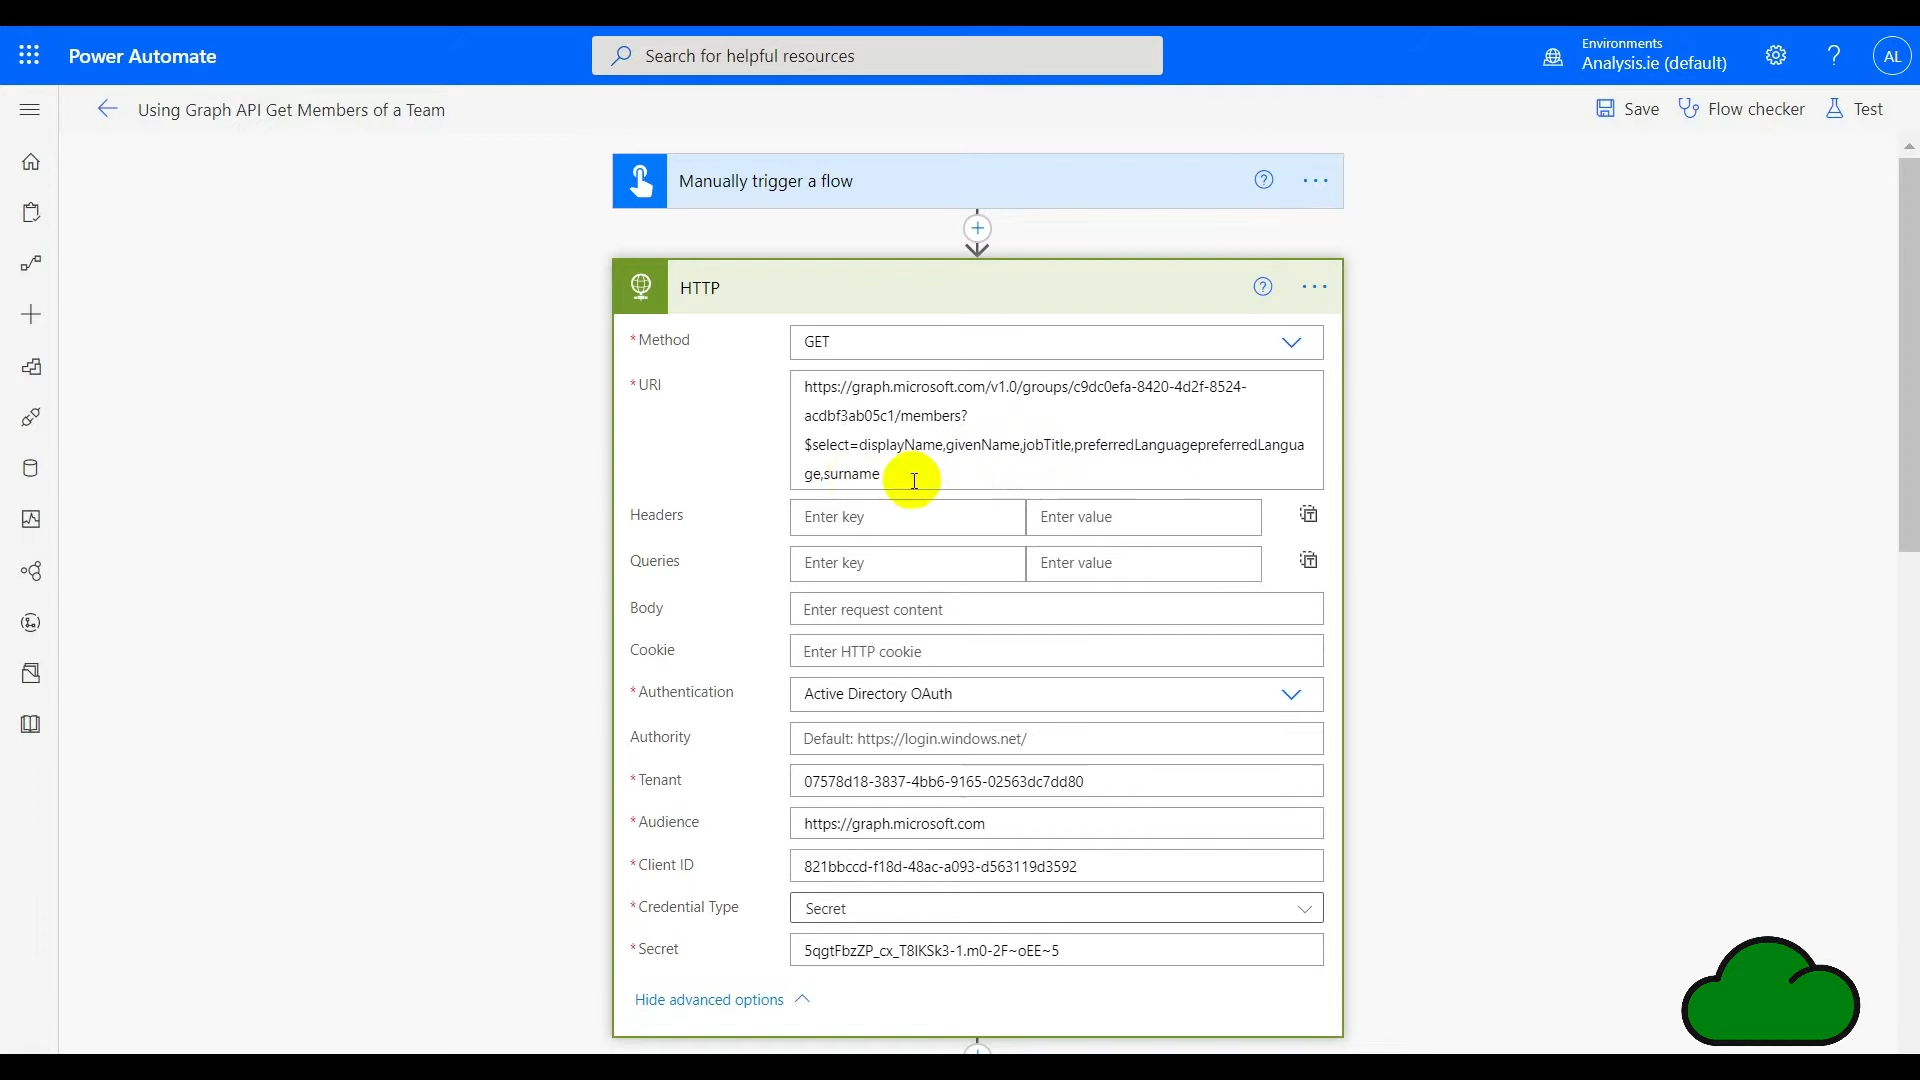 Power Automate
Search for helpful resources
Environments
Analysis.ie (default)
AL
Using Graph API Get Members of a Team
Save
Flow checker
Test
Manually trigger a flow
HTTP
*Method
GET
*URI
https://graph.microsoft.com/v1.0/groups/c9dc0efa-8420-4d2f-8524-
acdbf3ab05c1/members?
$select=displayName,givenName,jobTitle,preferredLanguagepreferredLangua
ge,surname
Headers
Enter key
Enter value
Queries
Enter key
Enter value
Body
Enter request content
Cookie
Enter HTTP cookie
*Authentication
Active Directory OAuth
Authority
Default: https://login.windows.net/
*Tenant
07578d18-3837-4bb6-9165-02563dc7dd80
*Audience
https://graph.microsoft.com
*Client ID
821bbccd-f18d-48ac-a093-d563119d3592
*Credential Type
Secret
*Secret
5qgtFbzZP_cx_T8IKSk3-1.m0-2F~oEE~5
Hide advanced options